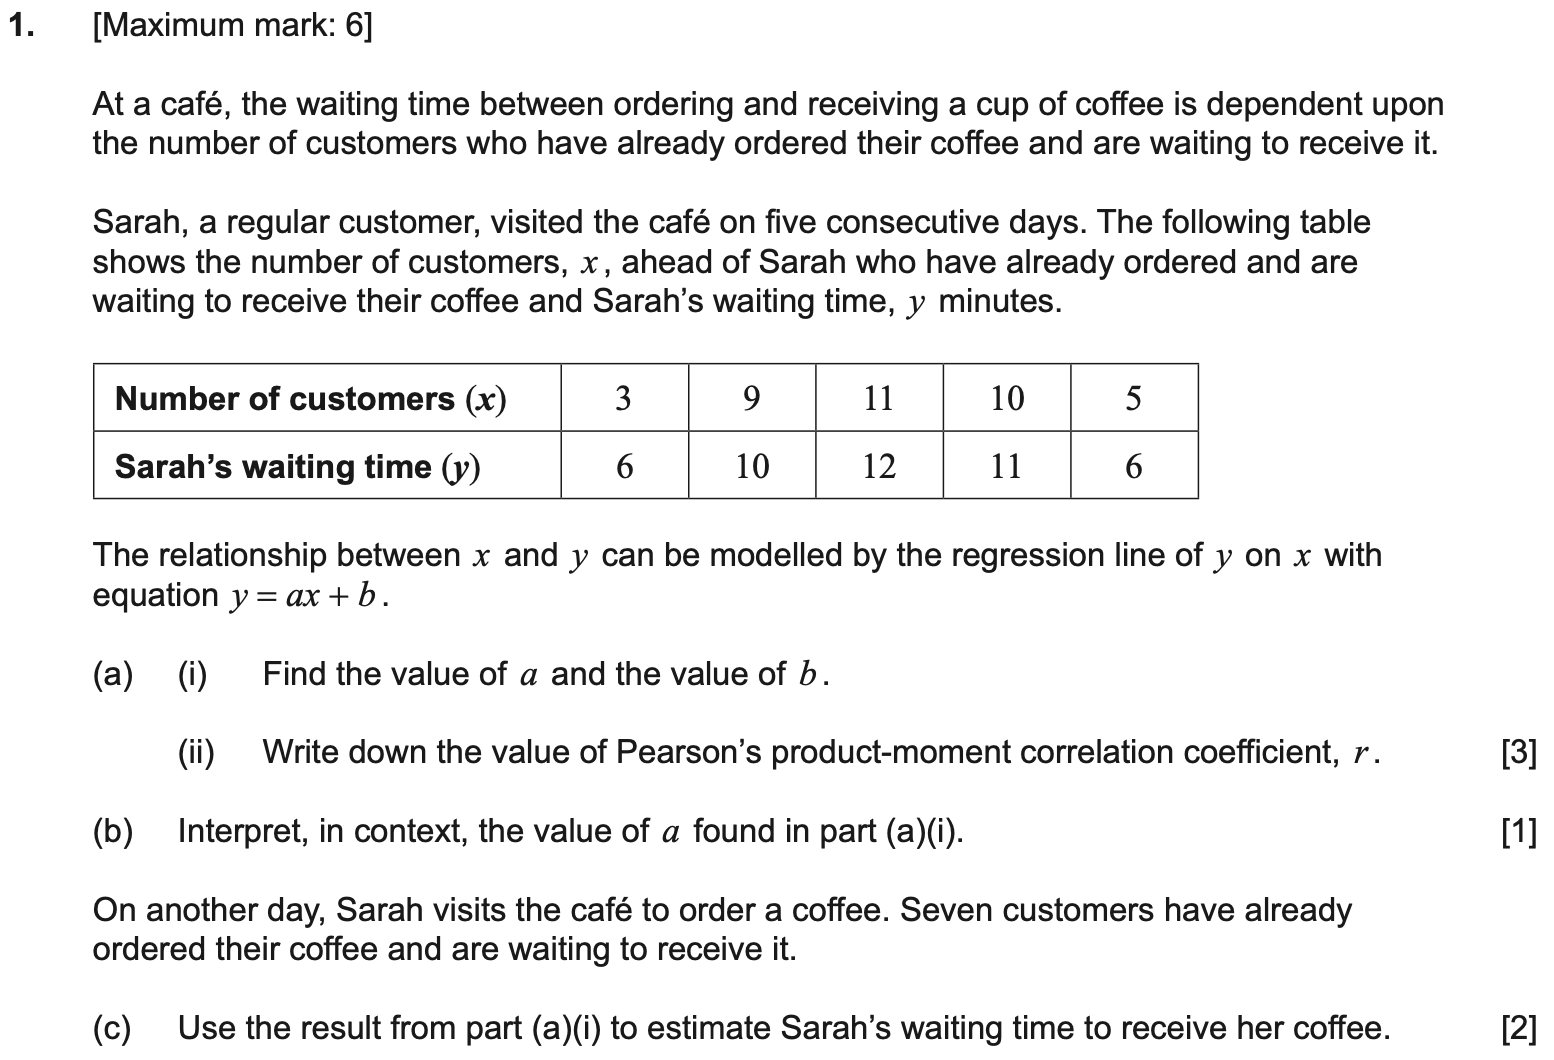 1. [Maximum mark: 6]
At a café, the waiting time between ordering and receiving a cup of coffee is dependent upon
the number of customers who have already ordered their coffee and are waiting to receive it.
Sarah, a regular customer, visited the café on five consecutive days. The following table
shows the number of customers, x, ahead of Sarah who have already ordered and are
waiting to receive their coffee and Sarah's waiting time, y minutes.
Number of customers (x) 3 9 11 10 5
Sarah's waiting time (y) 6 10 12 11 6
The relationship between x and y can be modelled by the regression line of y on x with
equation y = ax + b.
(a) (i) Find the value of a and the value of b.
(ii) Write down the value of Pearson's product-moment correlation coefficient, r. [3]
(b) Interpret, in context, the value of a found in part (a)(i). [1]
On another day, Sarah visits the café to order a coffee. Seven customers have already
ordered their coffee and are waiting to receive it.
(c) Use the result from part (a)(i) to estimate Sarah's waiting time to receive her coffee. [2]